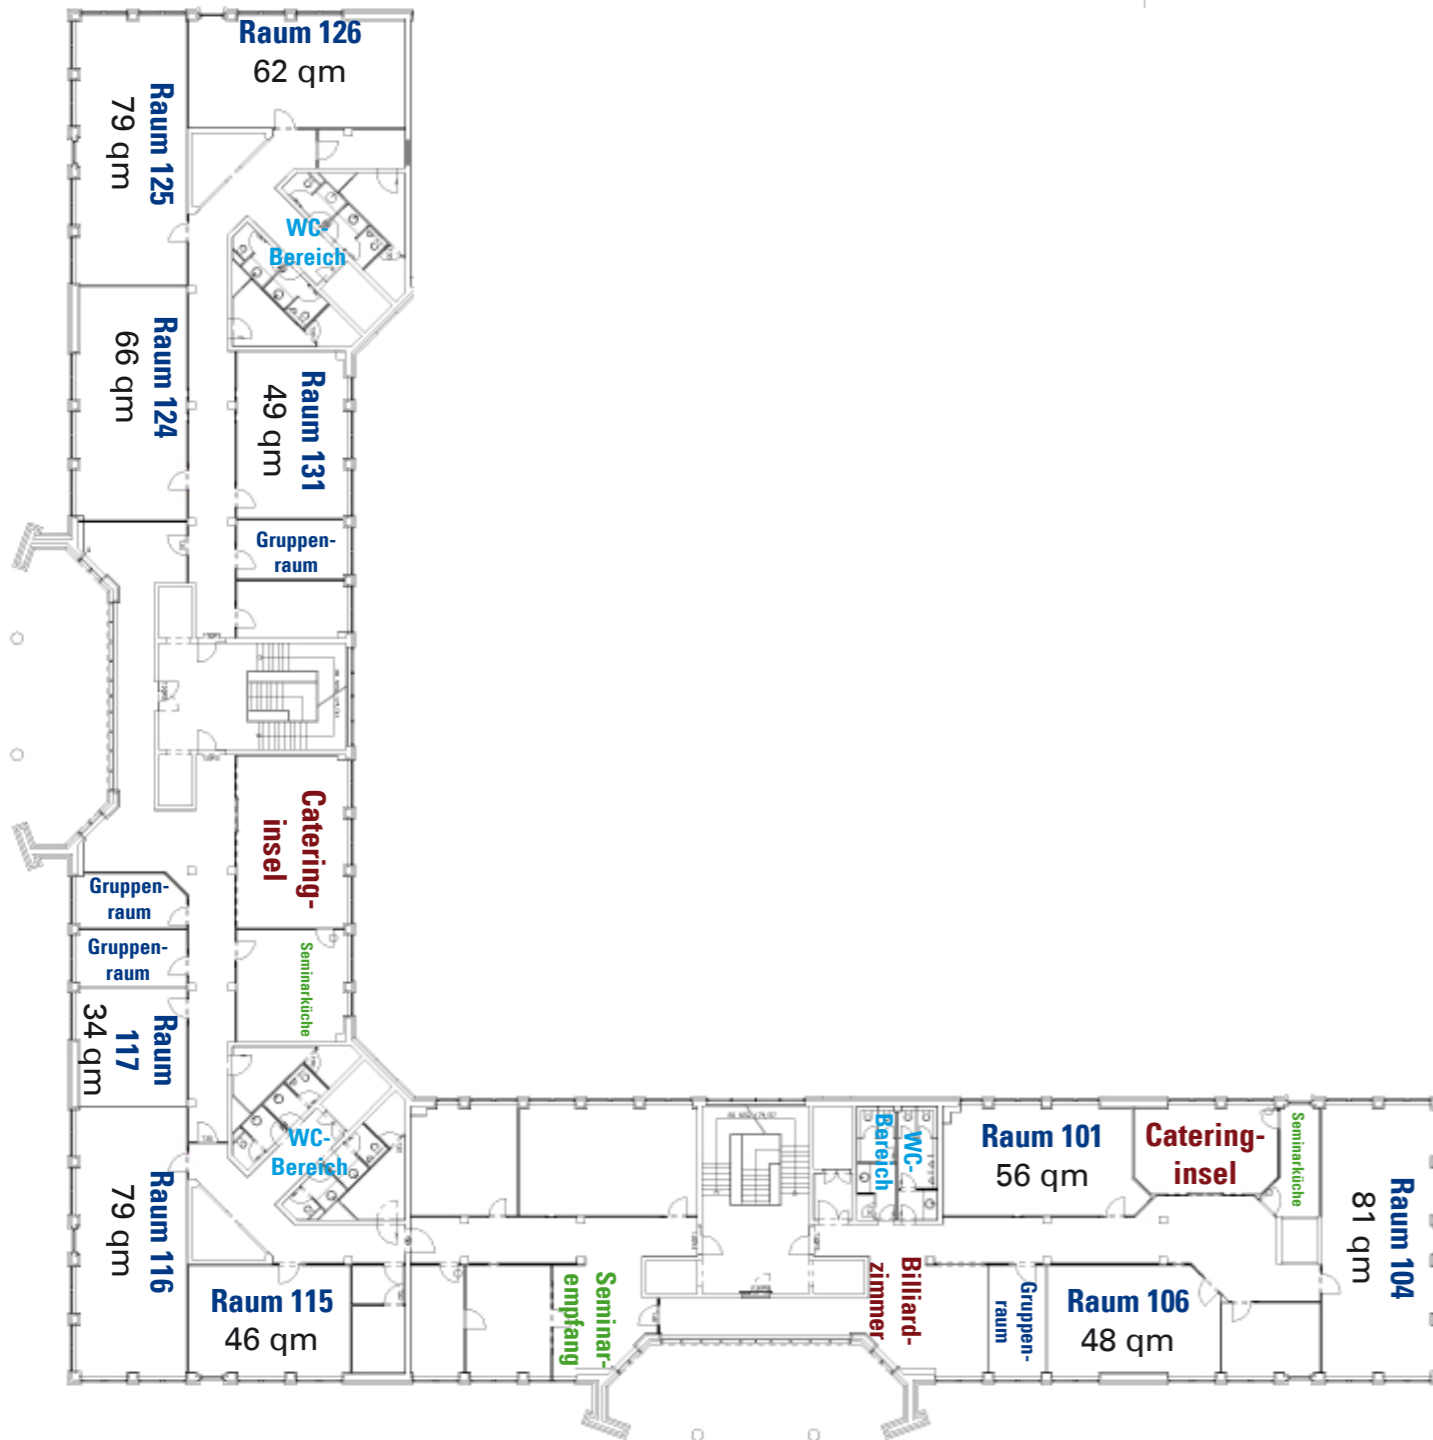 Raum 126
62 qm
Raum 125
79 qm
WC-
Bereich
Raum 124
66 qm
Raum 131
49 qm
Gruppen-
raum
Catering-
insel
Gruppen-
raum
Gruppen-
raum
Seminarküche
Raum
117
34 qm
WC-
Bereich
Raum 116
79 qm
Raum 115
46 qm
Seminar-
empfang
WC-
Bereich
Billiard-
zimmer
Raum 101
56 qm
Catering-
insel
Seminarküche
Gruppen-
raum
Raum 106
48 qm
Raum 104
81 qm